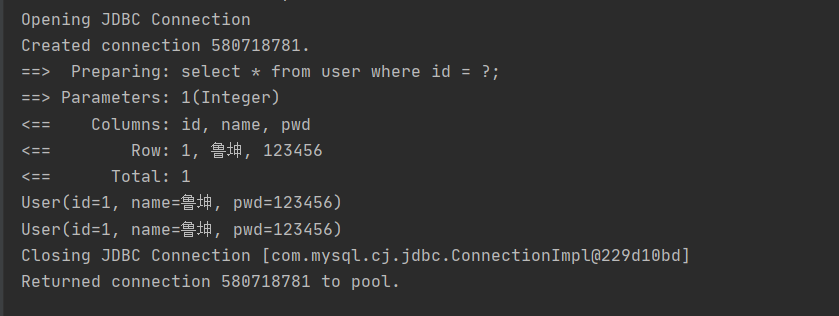 Opening JDBC Connection
Created connection 580718781.
==>  Preparing: select * from user where id = ?;
==> Parameters: 1(Integer)
<==    Columns: id, name, pwd
<==        Row: 1, 鲁坤, 123456
<==      Total: 1
User(id=1, name=鲁坤, pwd=123456)
User(id=1, name=鲁坤, pwd=123456)
Closing JDBC Connection [com.mysql.cj.jdbc.ConnectionImpl@229d10bd]
Returned connection 580718781 to pool.